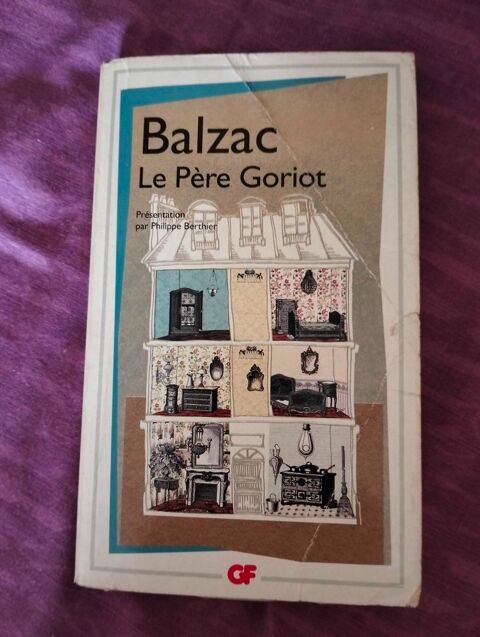 Balzac
Le Père Goriot
Présentation
par Philippe Berthier
GF